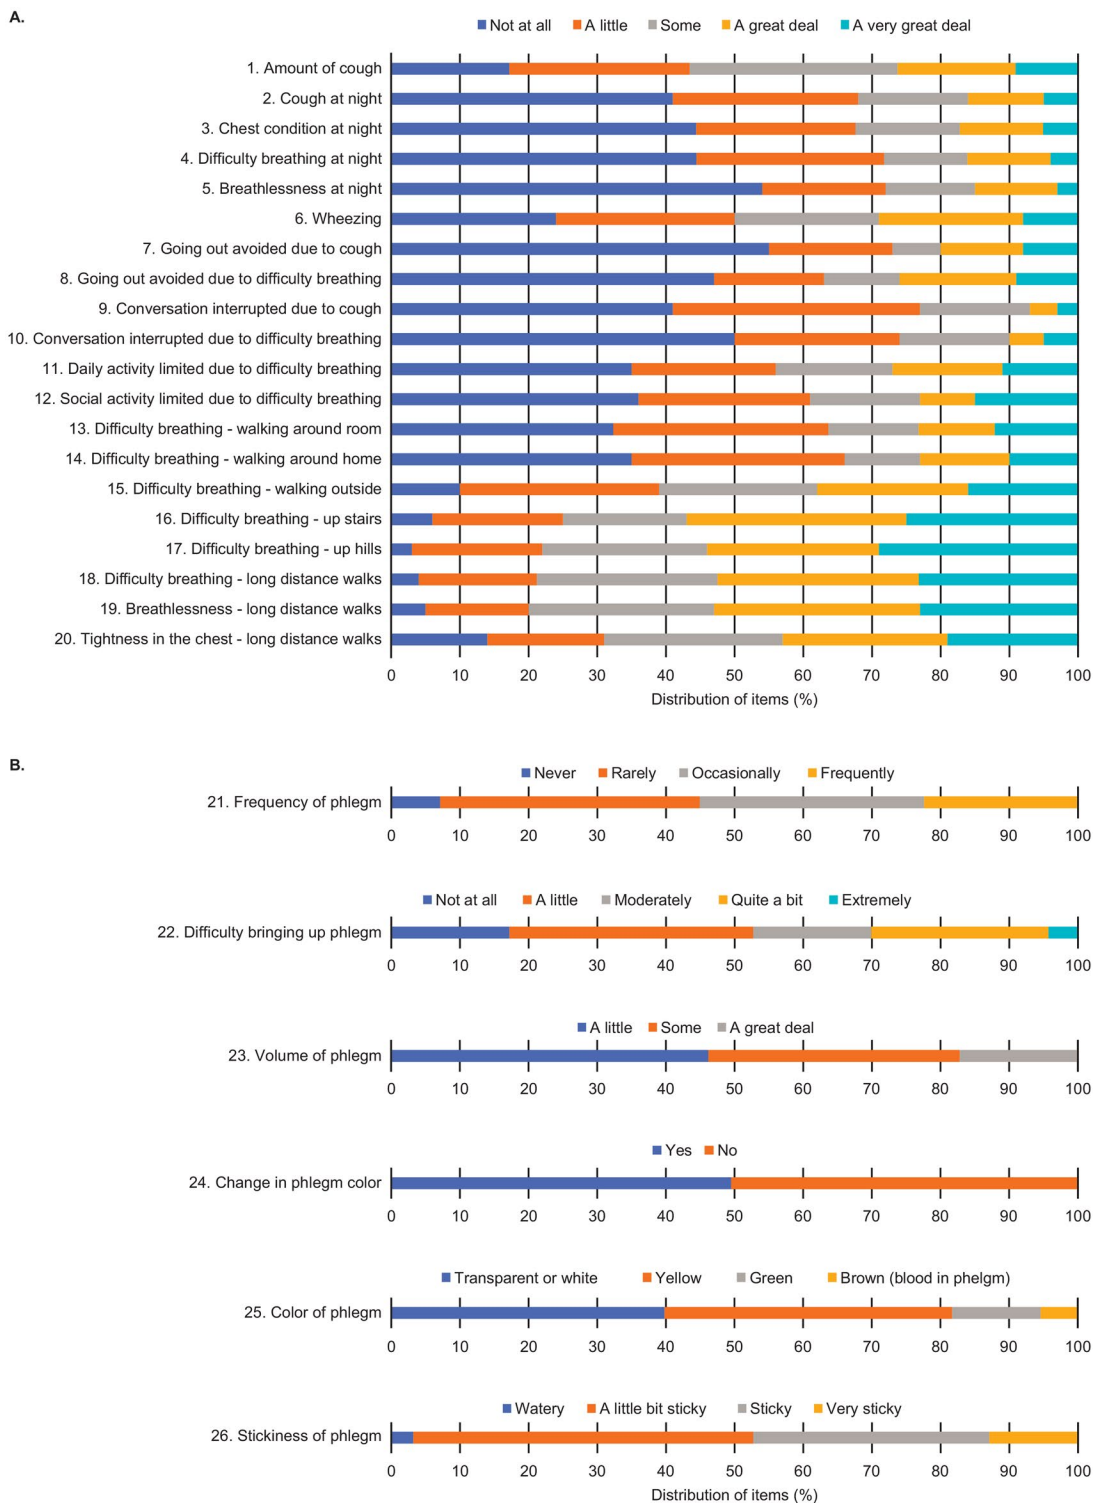 A.
Not at all A little Some A great deal A very great deal
1. Amount of cough
2. Cough at night
3. Chest condition at night
4. Difficulty breathing at night
5. Breathlessness at night
6. Wheezing
7. Going out avoided due to cough
8. Going out avoided due to difficulty breathing
9. Conversation interrupted due to cough
10. Conversation interrupted due to difficulty breathing
11. Daily activity limited due to difficulty breathing
12. Social activity limited due to difficulty breathing
13. Difficulty breathing - walking around room
14. Difficulty breathing - walking around home
15. Difficulty breathing - walking outside
16. Difficulty breathing - up stairs
17. Difficulty breathing - up hills
18. Difficulty breathing - long distance walks
19. Breathlessness - long distance walks
20. Tightness in the chest - long distance walks
0 10 20 30 40 50 60 70 80 90 100
Distribution of items (%)
B.
Never Rarely Occasionally Frequently
21. Frequency of phlegm
0 10 20 30 40 50 60 70 80 90 100
Not at all A little Moderately Quite a bit Extremely
22. Difficulty bringing up phlegm
0 10 20 30 40 50 60 70 80 90 100
A little Some A great deal
23. Volume of phlegm
0 10 20 30 40 50 60 70 80 90 100
Yes No
24. Change in phlegm color
0 10 20 30 40 50 60 70 80 90 100
Transparent or white Yellow Green Brown (blood in phelgm)
25. Color of phlegm
0 10 20 30 40 50 60 70 80 90 100
Watery A little bit sticky Sticky Very sticky
26. Stickiness of phlegm
0 10 20 30 40 50 60 70 80 90 100
Distribution of items (%)